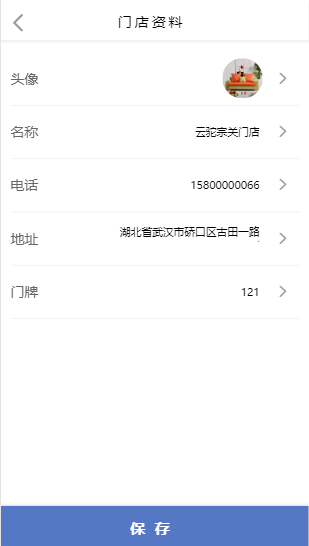 门店资料
头像
名称
云驼宗关门店
电话
15800000066
地址
湖北省武汉市硚口区古田一路
门牌
121
保存